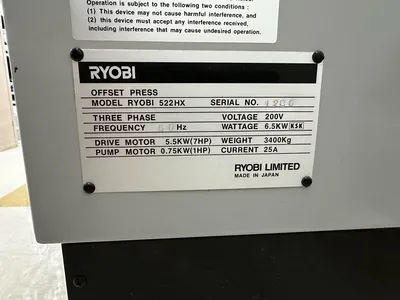 Operation is subject to the following two conditions :
(1) This device may not cause harmful interference, and
(2) this device must accept any interference received,
including interference that may cause undesired operation.
RYOBI
OFFSET PRESS
MODEL RYOBI 522HX SERIAL NO.
THREE PHASE VOLTAGE 200V
FREQUENCY Hz WATTAGE 6.5KW KSK
DRIVE MOTOR 5.5KW(7HP) WEIGHT 3400Kg
PUMP MOTOR 0.75KW(1HP) CURRENT 25A
RYOBI LIMITED
MADE IN JAPAN